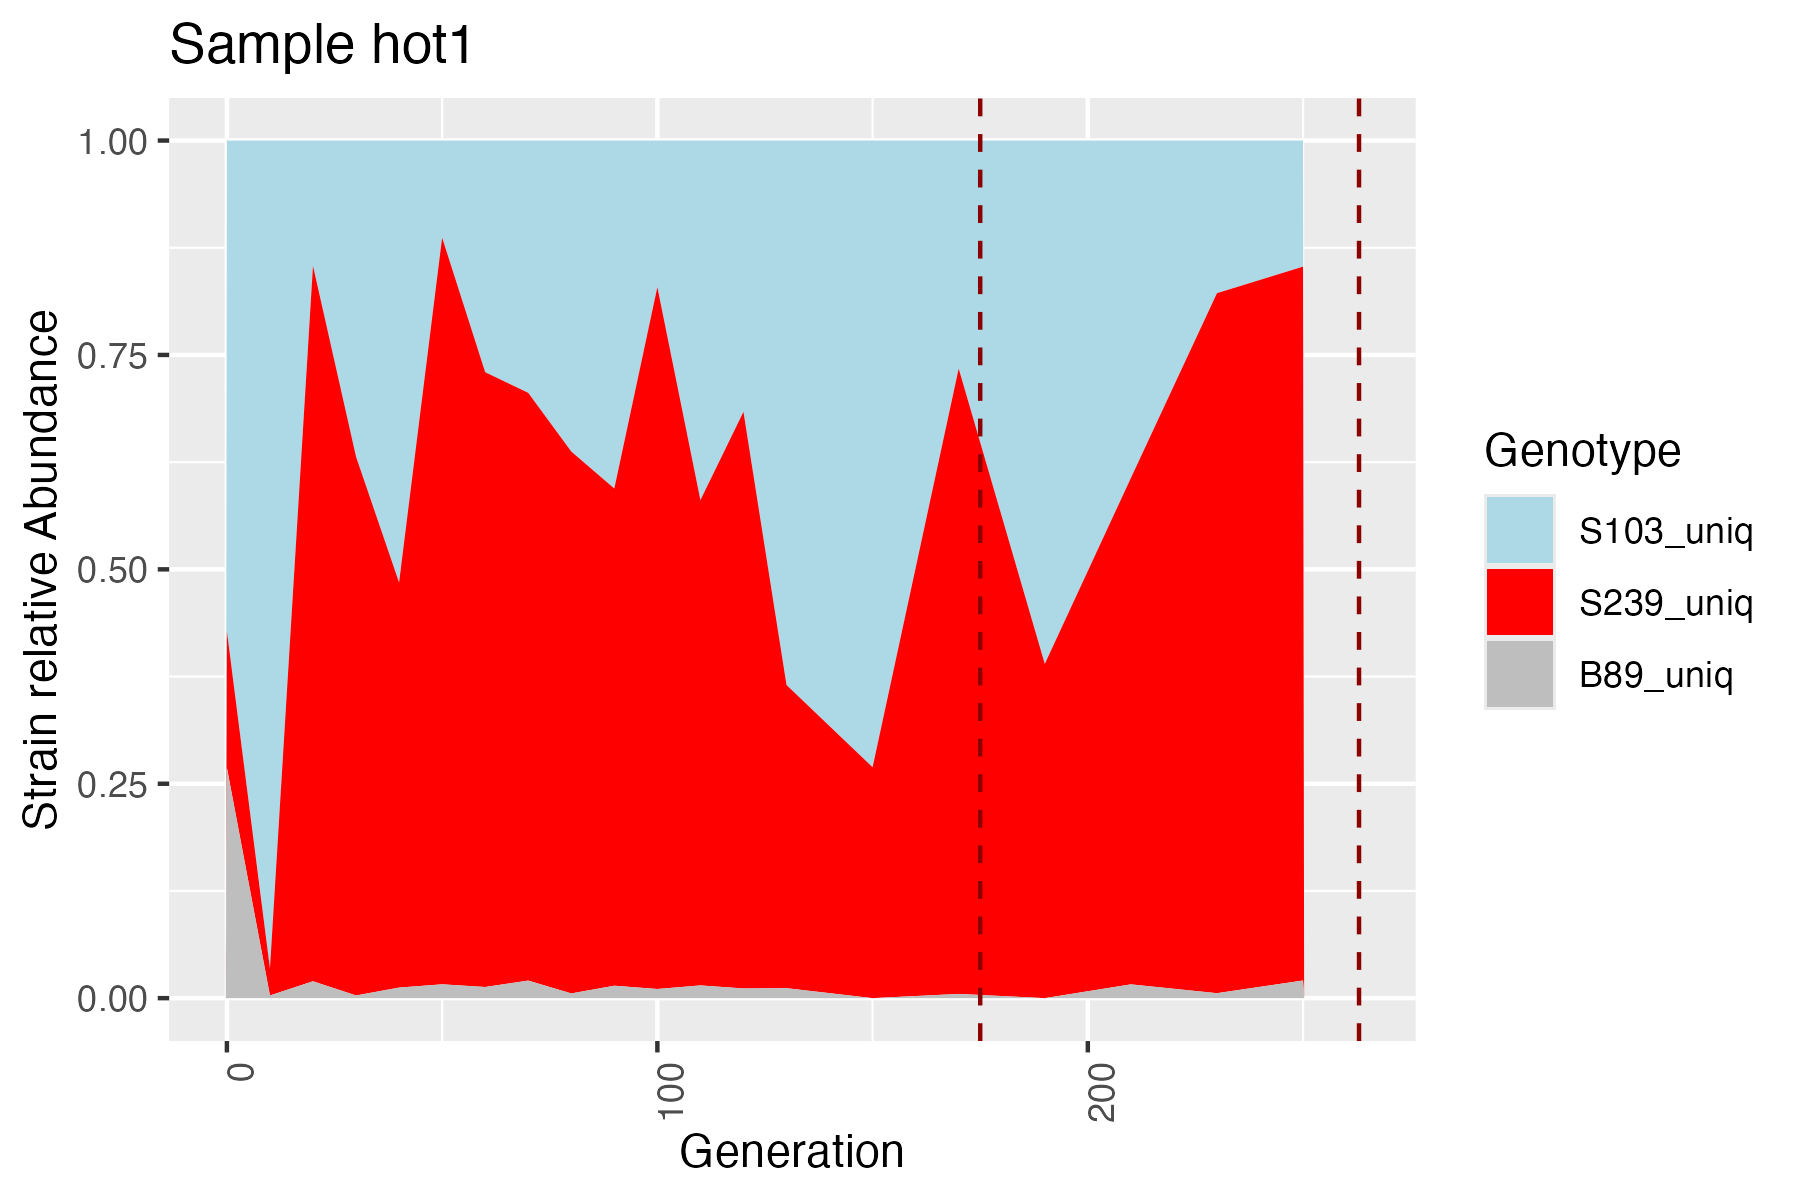 Sample hot1
1.00
0.75
0.50
0.25
0.00
Strain relative Abundance
0
100
200
Generation
Genotype
S103_uniq
S239_uniq
B89_uniq